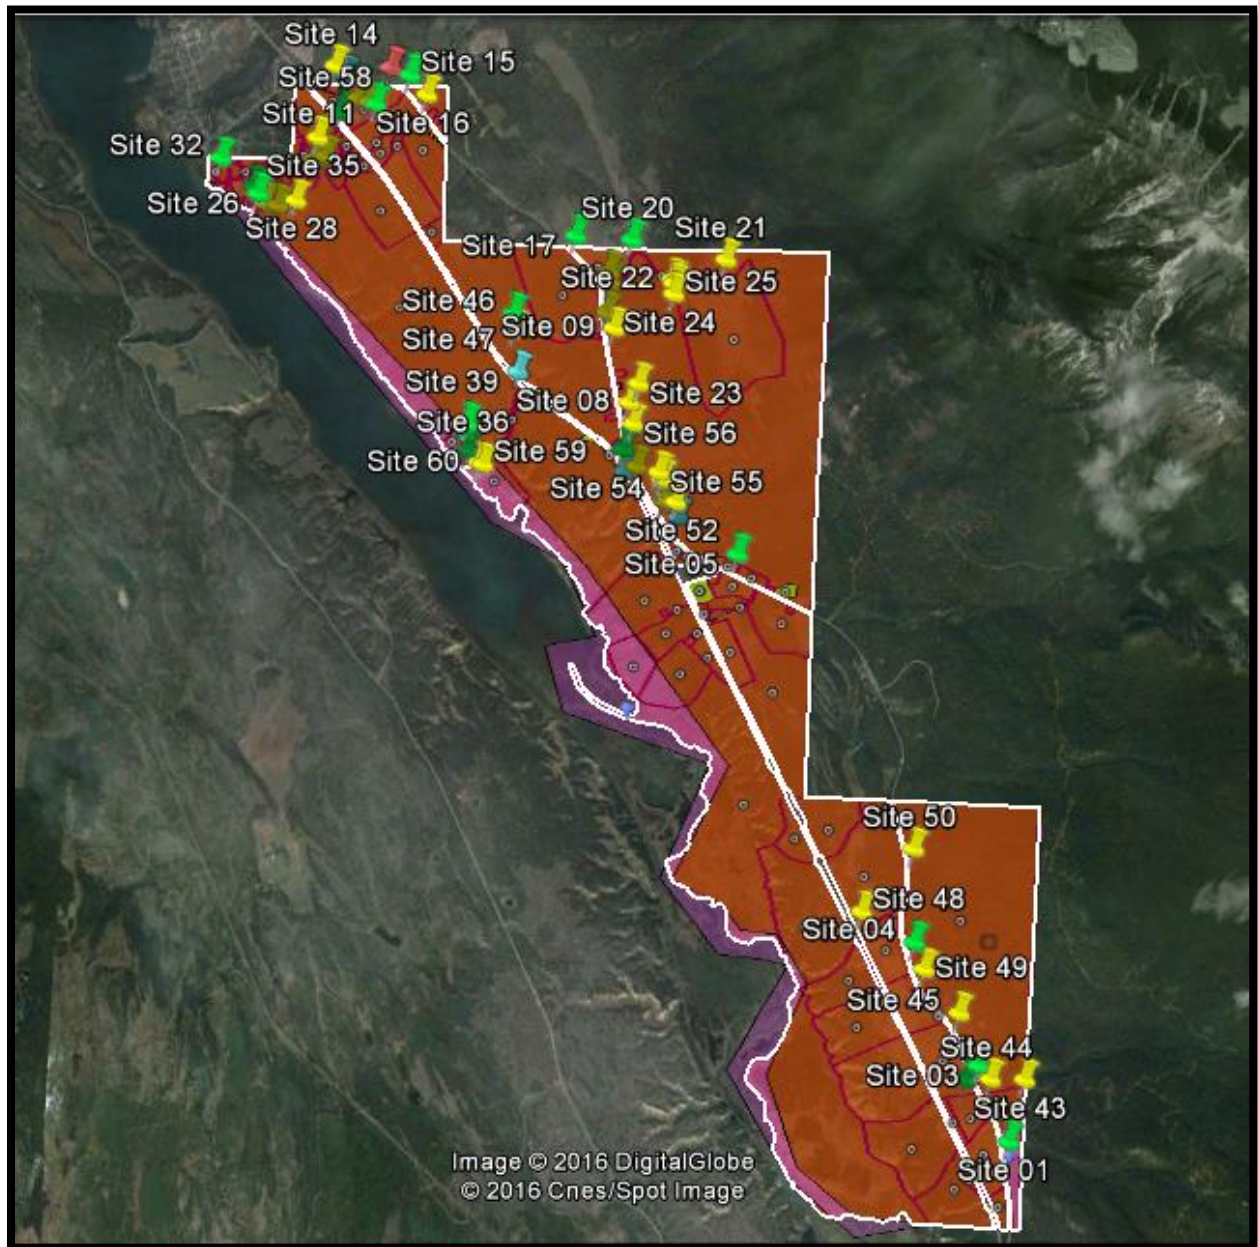 Site 14
Site 15
Site 58
Site 11
Site 16
Site 32
Site 35
Site 26
Site 28
Site 20
Site 17
Site 21
Site 22
Site 25
Site 46
Site 09
Site 24
Site 47
Site 39
Site 08
Site 23
Site 36
Site 56
Site 60
Site 59
Site 54
Site 55
Site 52
Site 05
Site 50
Site 48
Site 04
Site 49
Site 45
Site 44
Site 03
Site 43
Site 01
Image © 2016 DigitalGlobe
© 2016 Cnes/Spot Image